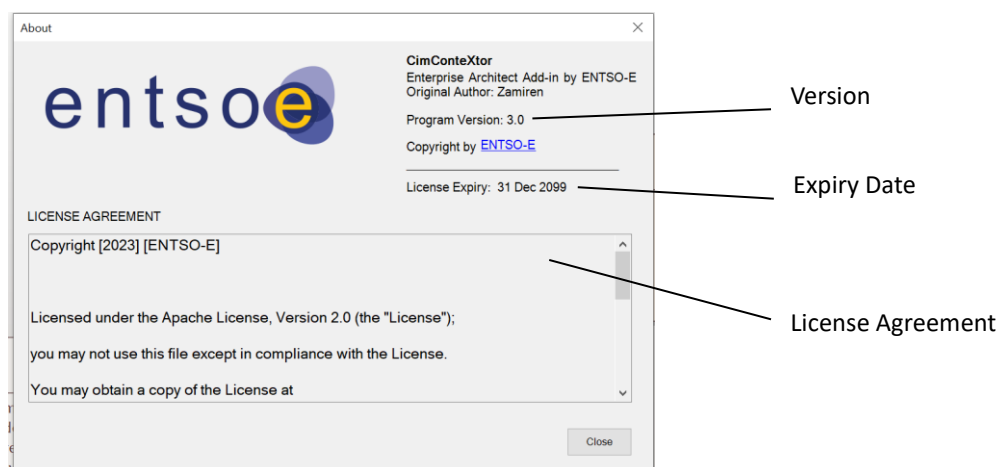 About
entsoe
CimConteXtor
Enterprise Architect Add-in by ENTSO-E
Original Author: Zamiren
Program Version: 3.0
Copyright by ENTSO-E
License Expiry: 31 Dec 2099
Version
Expiry Date
LICENSE AGREEMENT
Copyright [2023] [ENTSO-E]
Licensed under the Apache License, Version 2.0 (the "License");
you may not use this file except in compliance with the License.
You may obtain a copy of the License at
License Agreement
Close